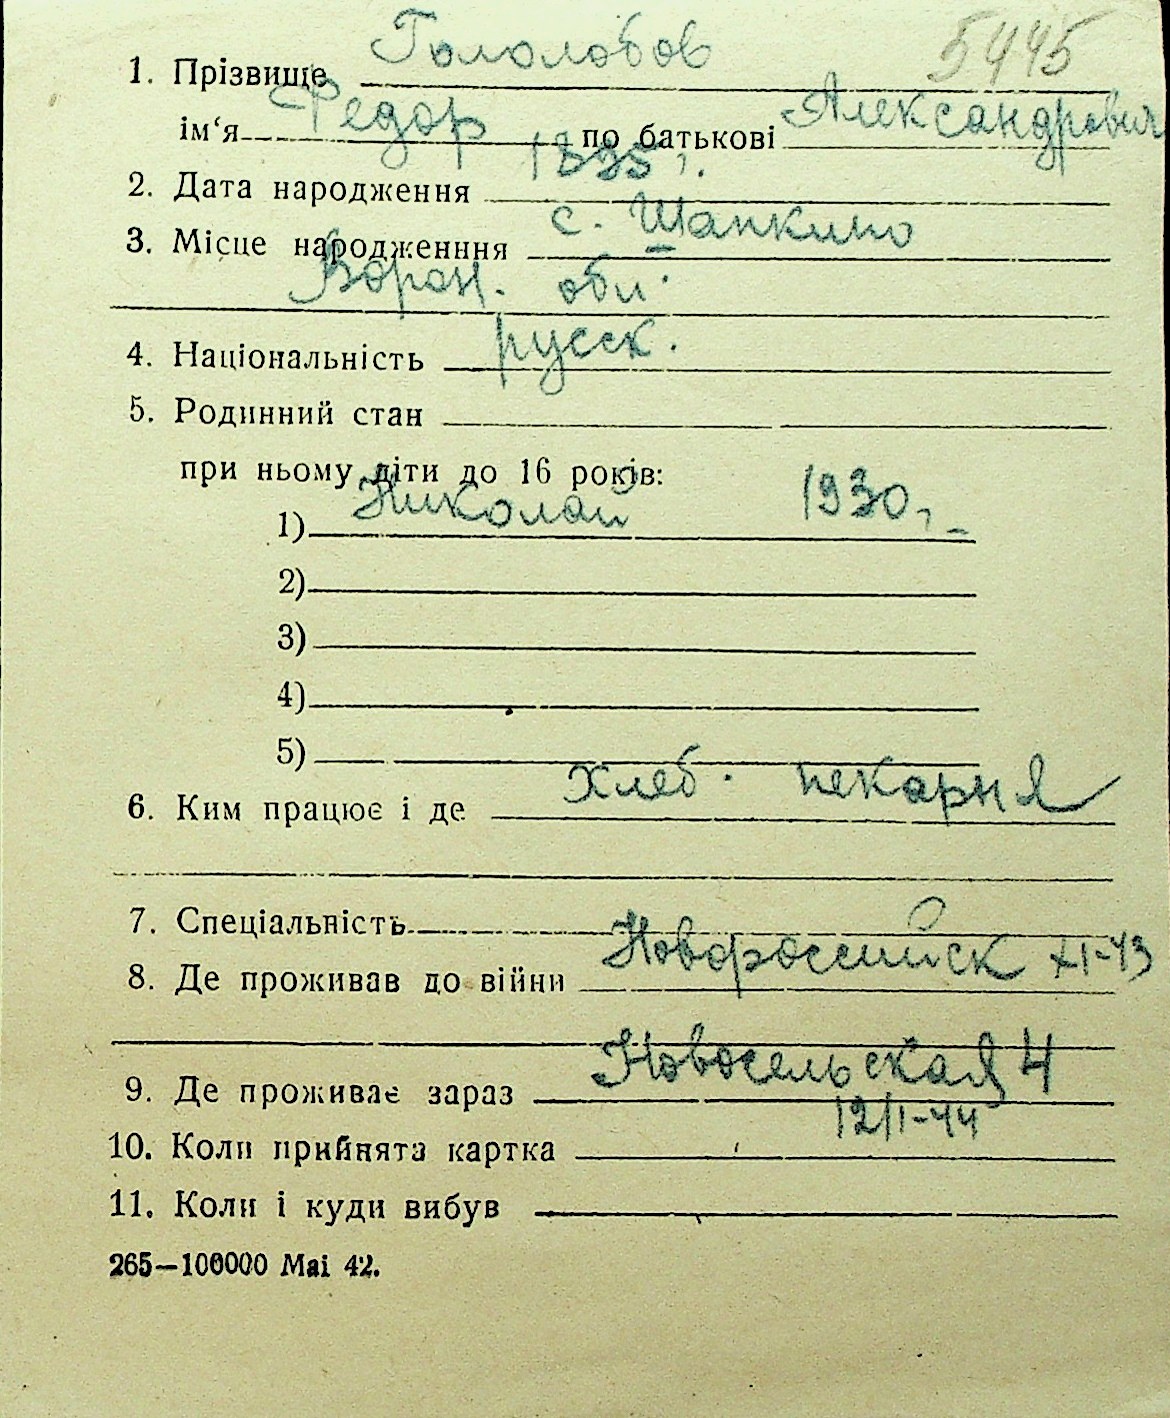 5445
1. Прізвище Гололобов
ім‘я Федор по батькові Александрович
2. Дата народження 1895 г.
3. Місце народженння с. Шапкино
Ворон. обл.
4. Національність русск.
5. Родинний стан
при ньому діти до 16 років:
1) Николай 1930 г.
2)
3)
4)
5)
6. Ким працює і де хлеб. пекарня
7. Спеціальність
8. Де проживав до війни Новороссийск XI-43
9. Де проживає зараз Новосельская 4
10. Коли прийнята картка 12/I-44
11. Коли і куди вибув
265—100000 Mai 42.